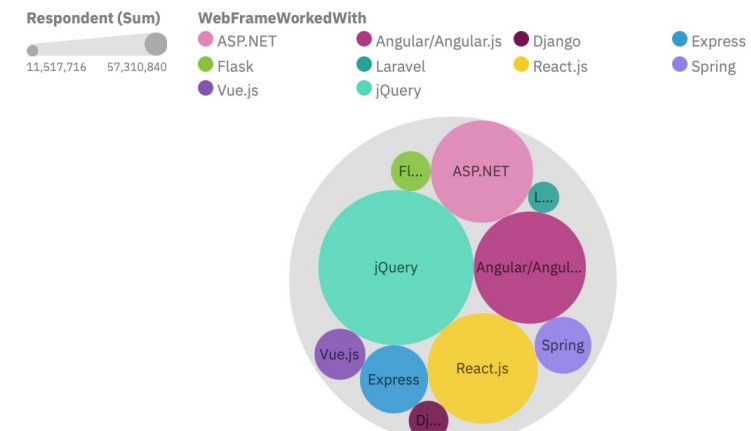 Respondent (Sum)
11,517,716 57,310,840
WebFrameWorkedWith
ASP.NET Angular/Angular.js Django Express
Flask Laravel React.js Spring
Vue.js jQuery
Fl... ASP.NET
L...
jQuery Angular/Angul...
Vue.js Spring
Express React.js
Dj...